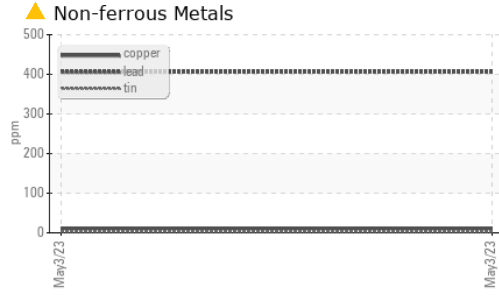 Non-ferrous Metals
500
400
300
200
100
0
ppm
copper
lead
tin
May3/23
May3/23